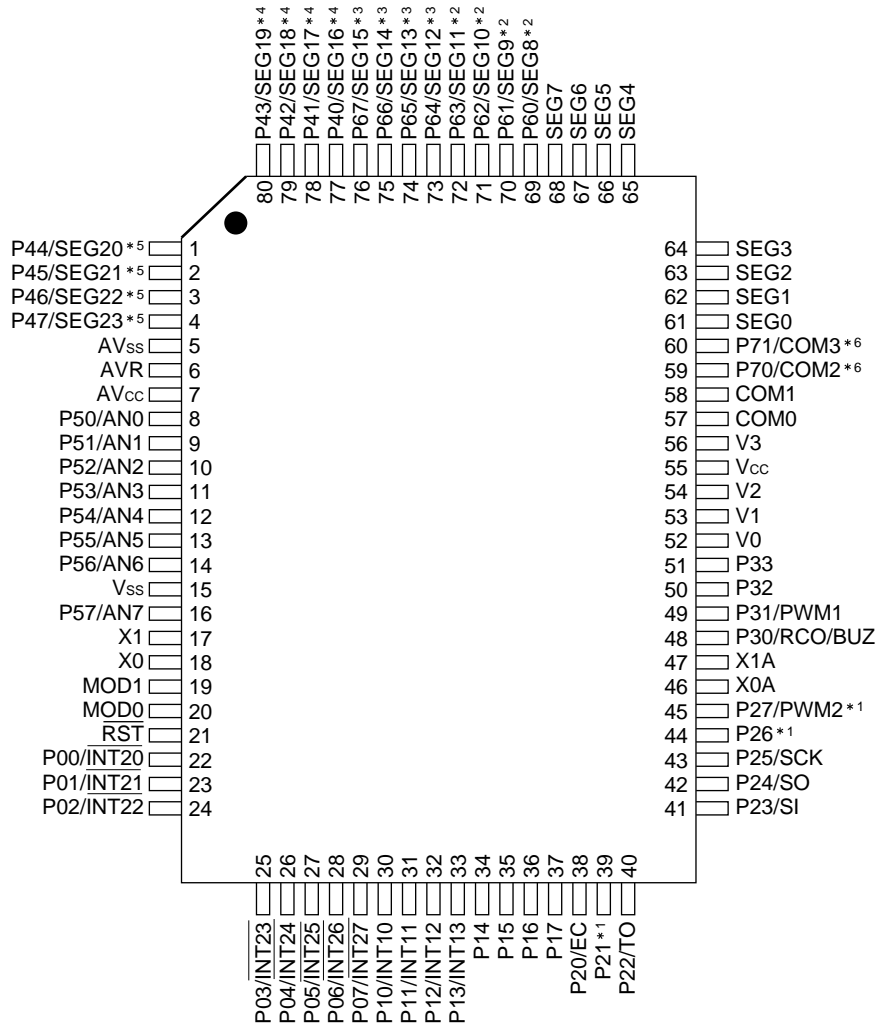 P43/SEG19*4
P42/SEG18*4
P41/SEG17*4
P40/SEG16*4
P67/SEG15*3
P66/SEG14*3
P65/SEG13*3
P64/SEG12*3
P63/SEG11*2
P62/SEG10*2
P61/SEG9*2
P60/SEG8*2
SEG7
SEG6
SEG5
SEG4
80
79
78
77
76
75
74
73
72
71
70
69
68
67
66
65
P44/SEG20*5 1
P45/SEG21*5 2
P46/SEG22*5 3
P47/SEG23*5 4
AVss 5
AVR 6
AVcc 7
P50/AN0 8
P51/AN1 9
P52/AN2 10
P53/AN3 11
P54/AN4 12
P55/AN5 13
P56/AN6 14
Vss 15
P57/AN7 16
X1 17
X0 18
MOD1 19
MOD0 20
RST 21
P00/INT20 22
P01/INT21 23
P02/INT22 24
64 SEG3
63 SEG2
62 SEG1
61 SEG0
60 P71/COM3*6
59 P70/COM2*6
58 COM1
57 COM0
56 V3
55 Vcc
54 V2
53 V1
52 V0
51 P33
50 P32
49 P31/PWM1
48 P30/RCO/BUZ
47 X1A
46 X0A
45 P27/PWM2*1
44 P26*1
43 P25/SCK
42 P24/SO
41 P23/SI
25
26
27
28
29
30
31
32
33
34
35
36
37
38
39
40
P03/INT23
P04/INT24
P05/INT25
P06/INT26
P07/INT27
P10/INT10
P11/INT11
P12/INT12
P13/INT13
P14
P15
P16
P17
P20/EC
P21*1
P22/TO